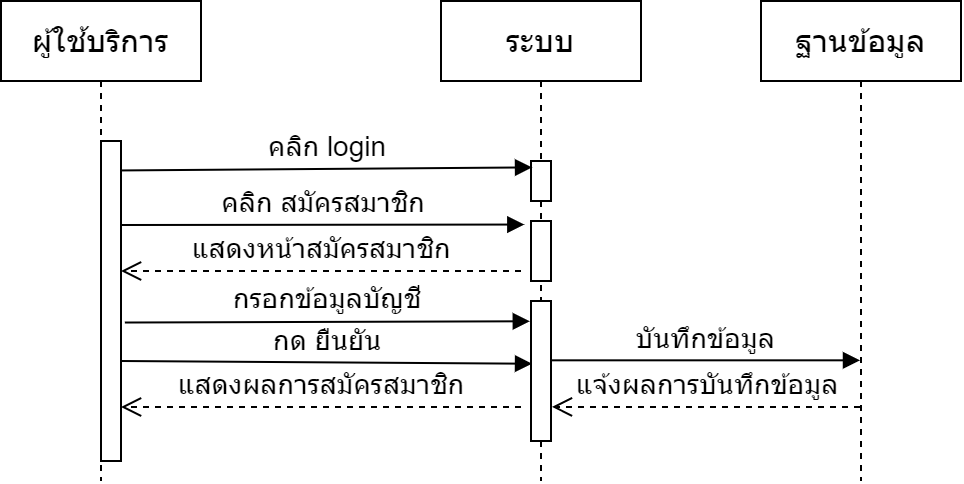 ผู้ใช้บริการ
ระบบ
ฐานข้อมูล
คลิก login
คลิก สมัครสมาชิก
แสดงหน้าสมัครสมาชิก
กรอกข้อมูลบัญชี
กด ยืนยัน
บันทึกข้อมูล
แสดงผลการสมัครสมาชิก
แจ้งผลการบันทึกข้อมูล